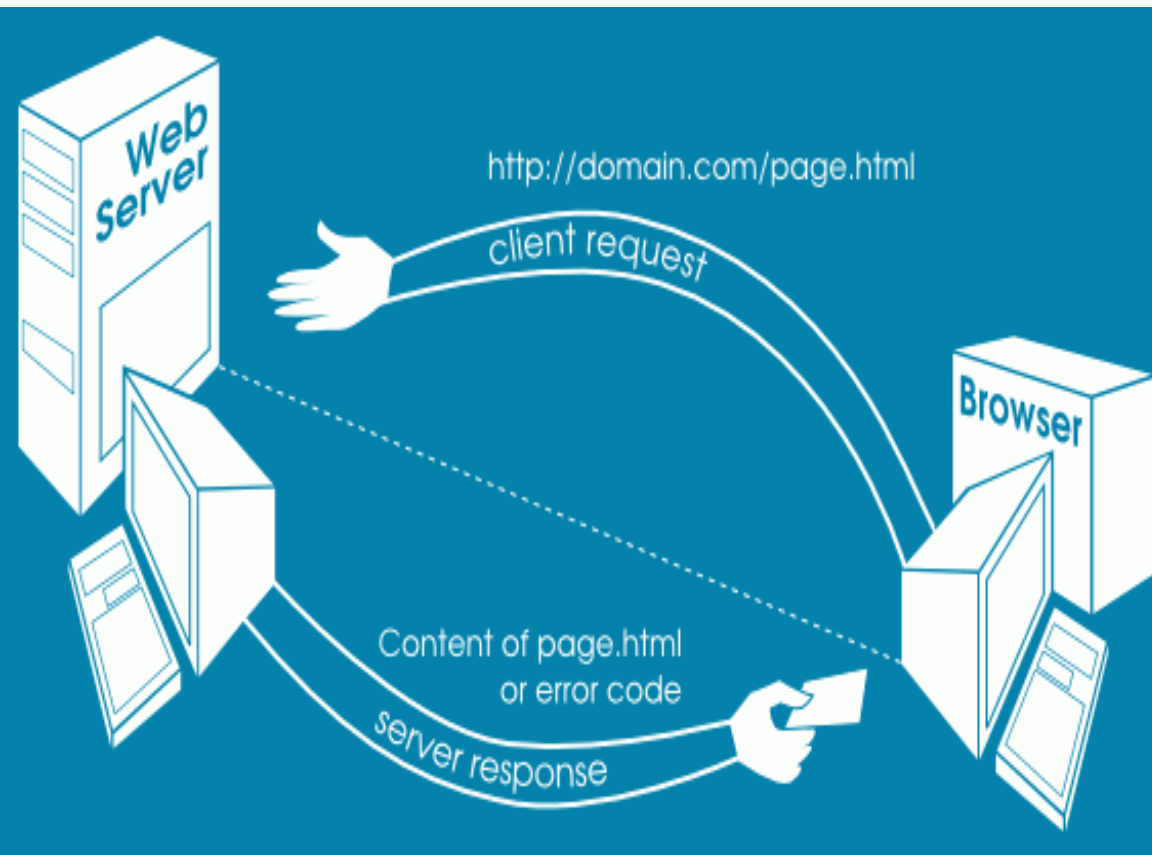 Web
Server
http://domain.com/page.html
client request
Browser
Content of page.html
or error code
server response